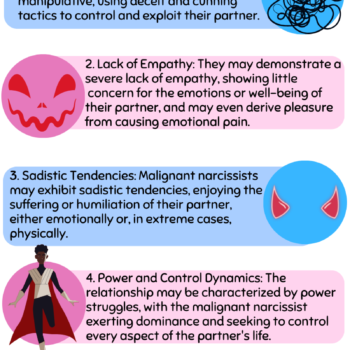 manipulative, using deceit and cunning
tactics to control and exploit their partner.
2. Lack of Empathy: They may demonstrate a
severe lack of empathy, showing little
concern for the emotions or well-being of
their partner, and may even derive pleasure
from causing emotional pain.
3. Sadistic Tendencies: Malignant narcissists
may exhibit sadistic tendencies, enjoying the
suffering or humiliation of their partner,
either emotionally or, in extreme cases,
physically.
4. Power and Control Dynamics: The
relationship may be characterized by power
struggles, with the malignant narcissist
exerting dominance and seeking to control
every aspect of the partner's life.